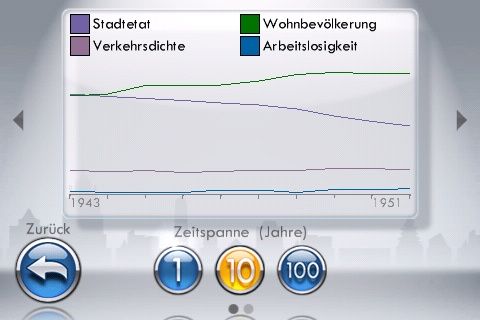 Stadtetat
Wohnbevölkerung
Verkehrsdichte
Arbeitslosigkeit
1943
1951
Zurück
Zeitspanne (Jahre)
1
10
100